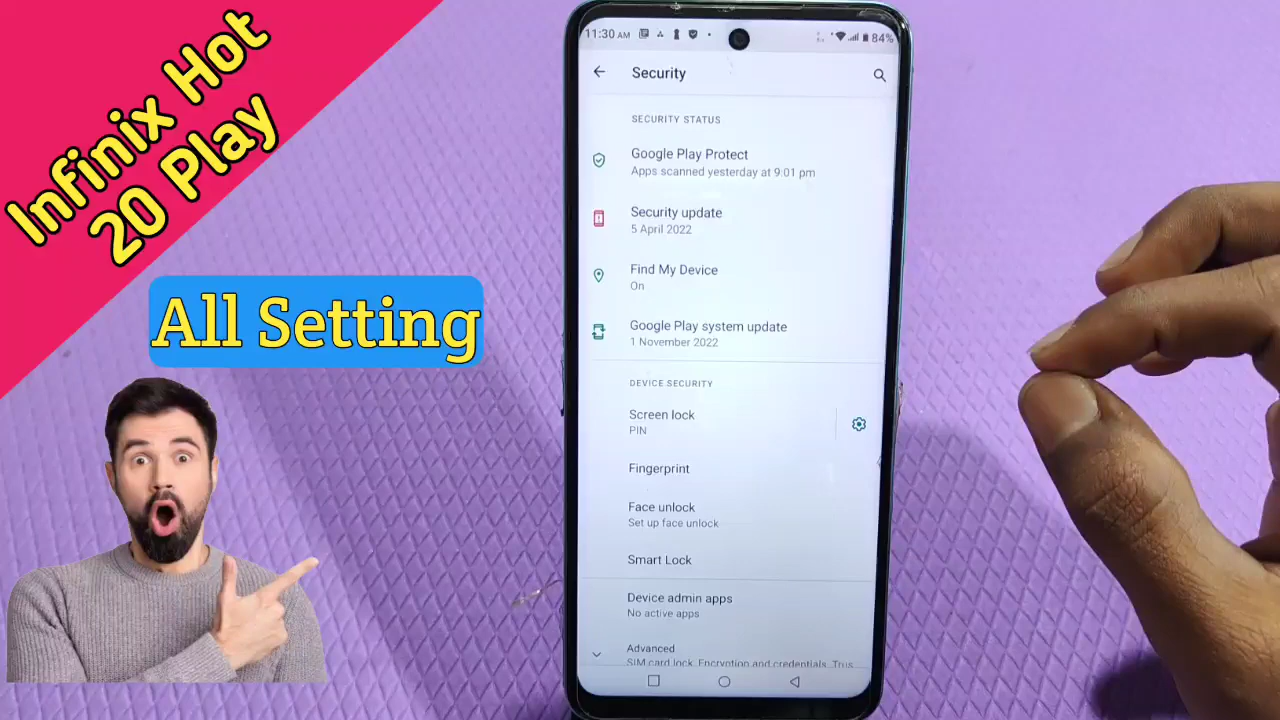 Infinix Hot
20 Play
All Setting
11:30 AM
84%
Security
SECURITY STATUS
Google Play Protect
Apps scanned yesterday at 9:01 pm
Security update
5 April 2022
Find My Device
On
Google Play system update
1 November 2022
DEVICE SECURITY
Screen lock
PIN
Fingerprint
Face unlock
Set up face unlock
Smart Lock
Device admin apps
No active apps
Advanced
SIM card lock, Encryption and credentials, Trus